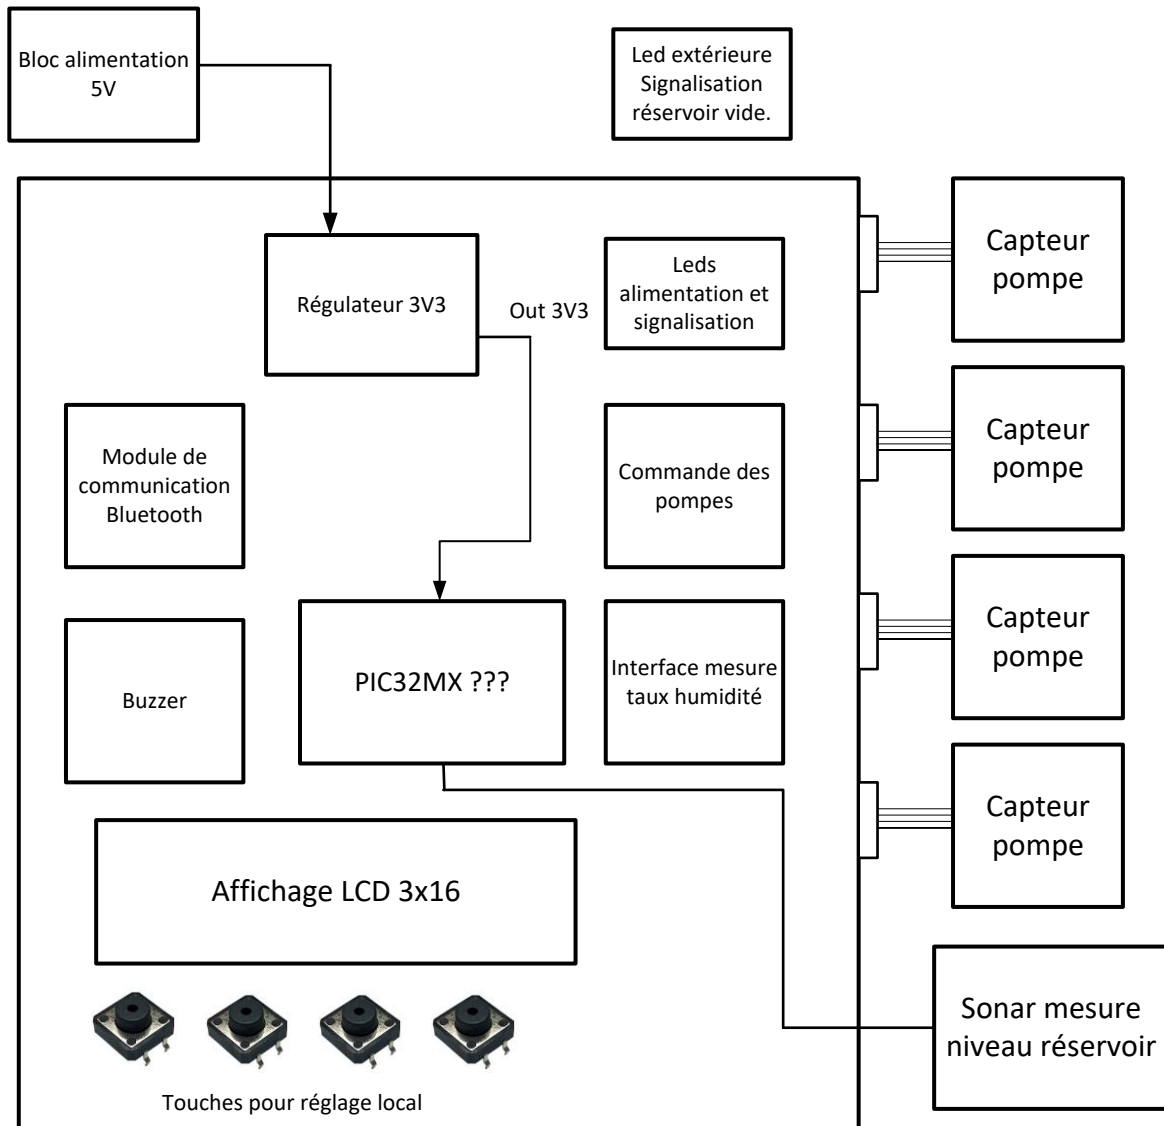 Bloc alimentation
5V
Led extérieure
Signalisation
réservoir vide.
Régulateur 3V3
Out 3V3
Leds
alimentation et
signalisation
Capteur
pompe
Module de
communication
Bluetooth
Commande des
pompes
Capteur
pompe
Buzzer
PIC32MX ???
Interface mesure
taux humidité
Capteur
pompe
Affichage LCD 3x16
Capteur
pompe
Sonar mesure
niveau réservoir
Touches pour réglage local